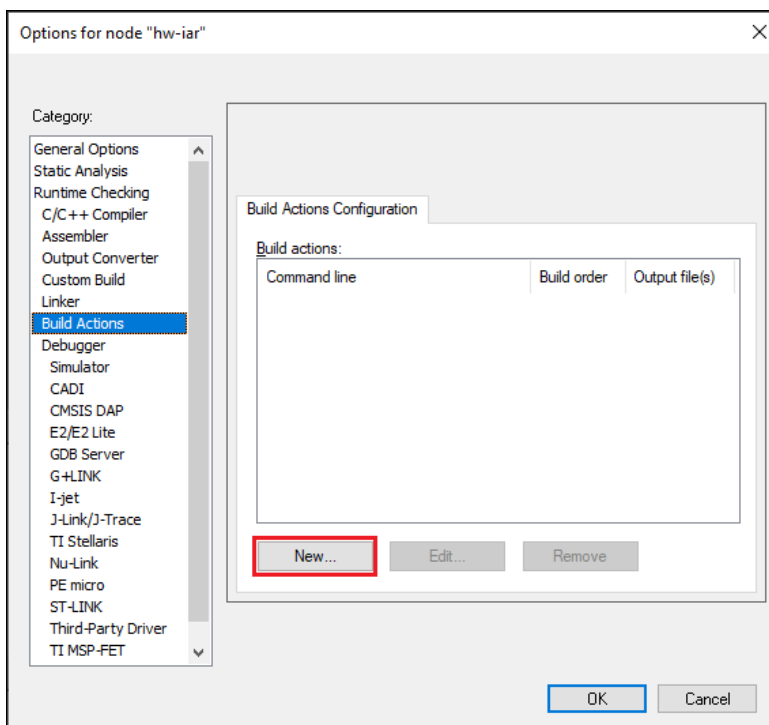 Options for node "hw-iar"
Category:
General Options
Static Analysis
Runtime Checking
C/C++ Compiler
Assembler
Output Converter
Custom Build
Linker
Build Actions
Debugger
Simulator
CADI
CMSIS DAP
E2/E2 Lite
GDB Server
G+LINK
I-jet
J-Link/J-Trace
TI Stellaris
Nu-Link
PE micro
ST-LINK
Third-Party Driver
TI MSP-FET
Build Actions Configuration
Build actions:
Command line Build order Output file(s)
New... Edit... Remove
OK Cancel